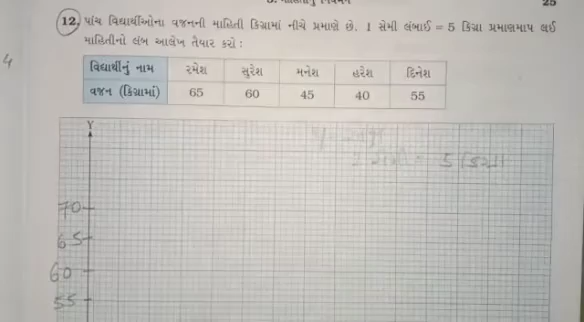 25
12. પાંચ વિદ્યાર્થીઓના વજનની માહિતી કિગ્રામાં નીચે પ્રમાણે છે. 1 સેમી લંબાઈ = 5 કિગ્રા પ્રમાણમાપ લઈ
માહિતીનો લંબ આલેખ તૈયાર કરો :
4
વિદ્યાર્થીનું નામ રમેશ સુરેશ મનેશ હરેશ દિનેશ
વજન (કિગ્રામાં) 65 60 45 40 55
Y
= 5 કિગ્રા
70
65
60
55